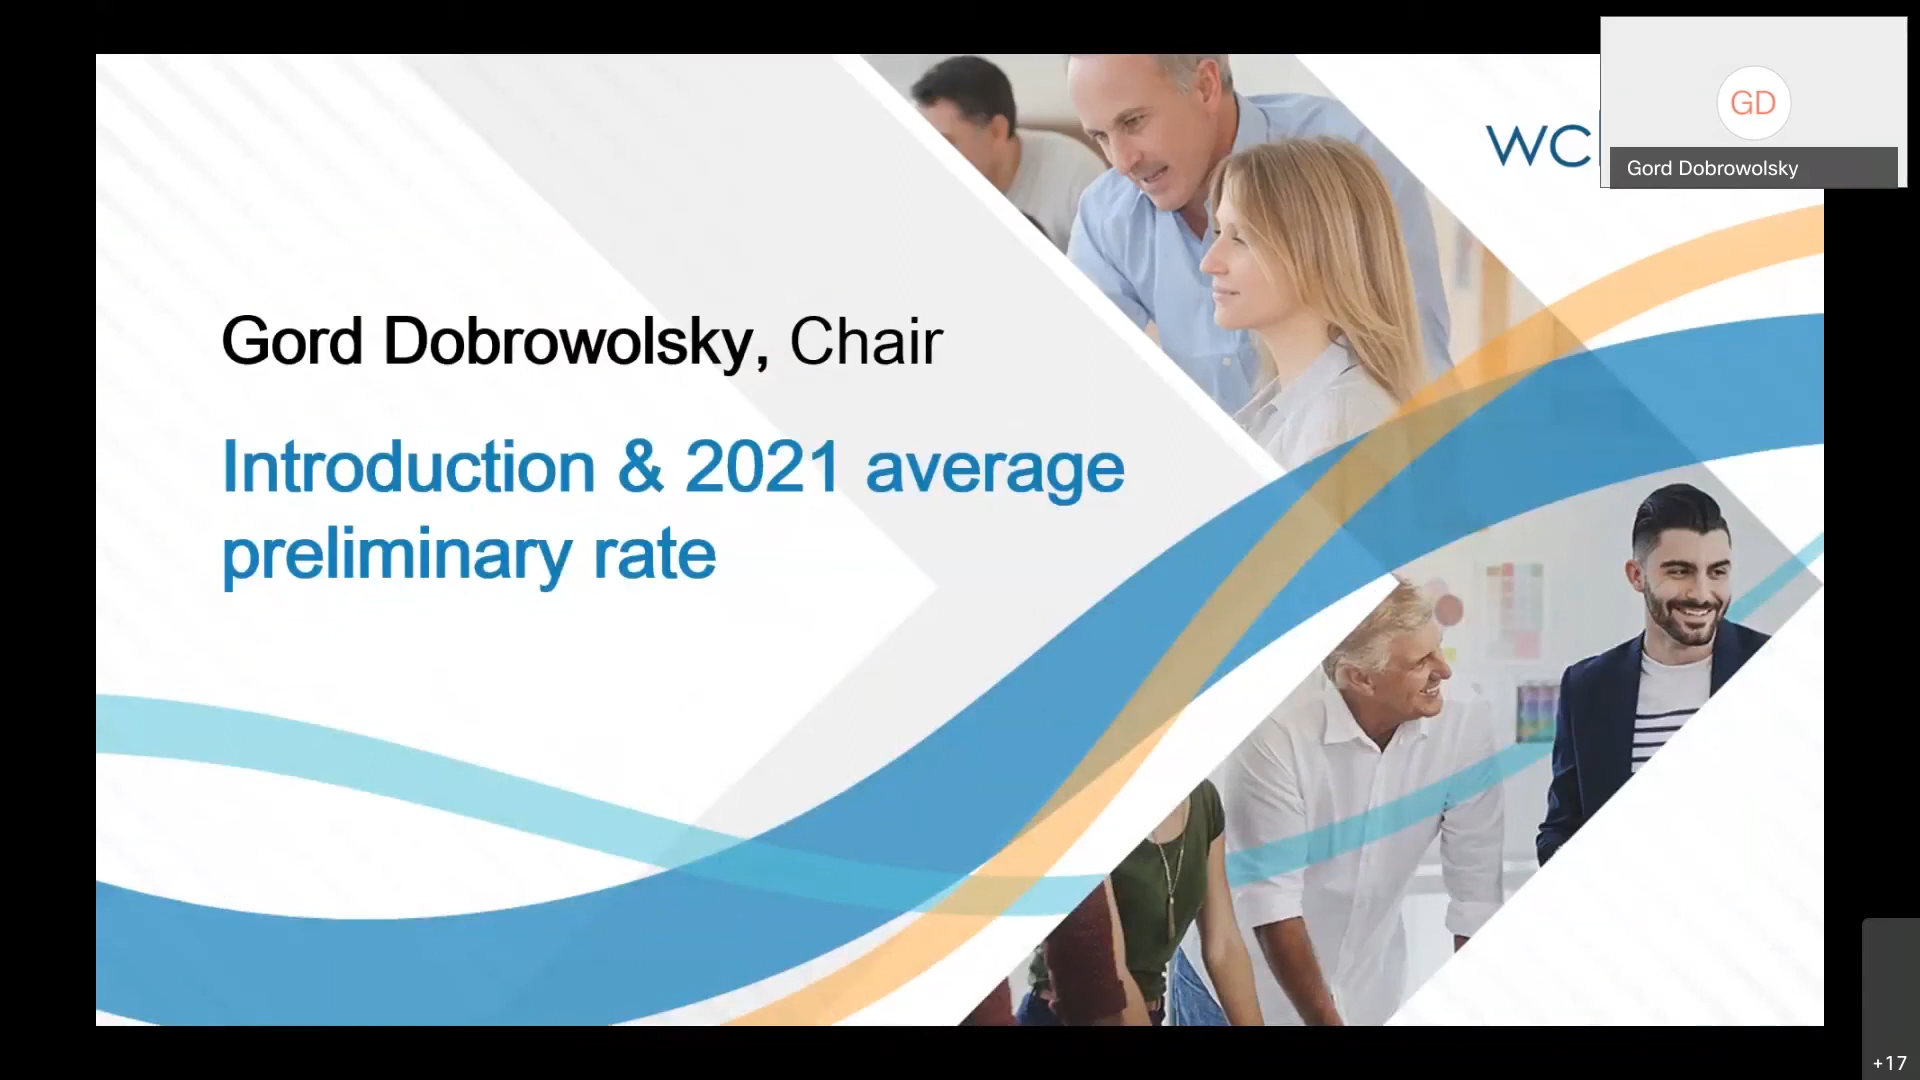 wc
GD
Gord Dobrowolsky
Gord Dobrowolsky, Chair
Introduction & 2021 average
preliminary rate
+17